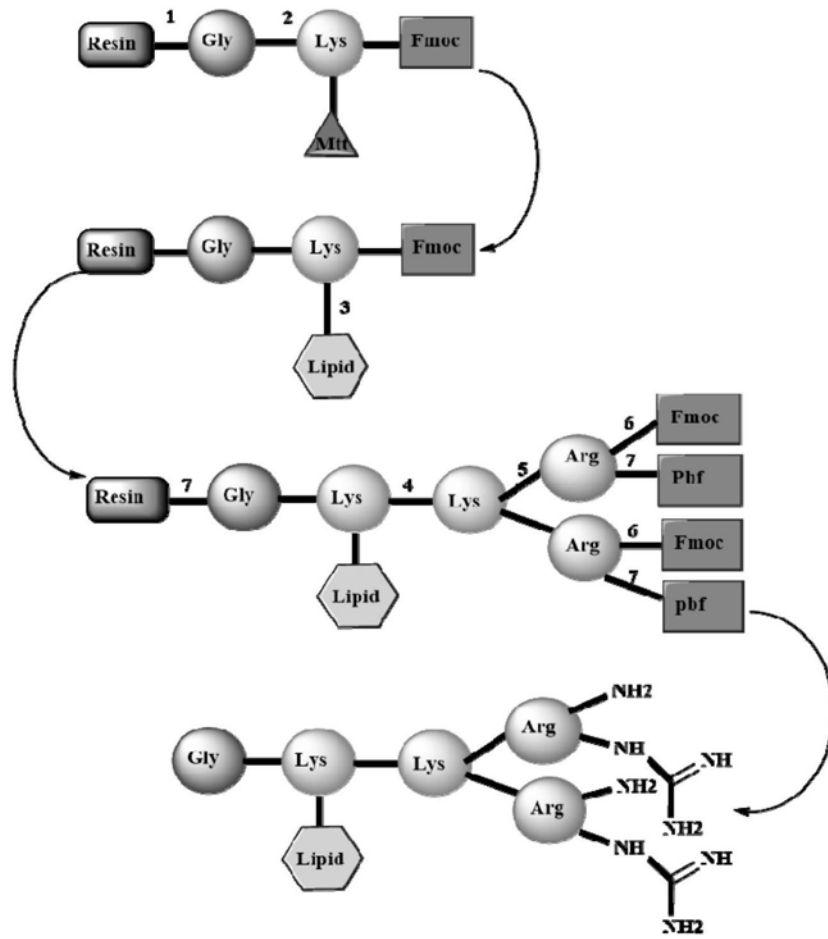 1 2
Resin Gly Lys Fmoc
Mtt
Resin Gly Lys Fmoc
3
Lipid
6 Fmoc
5 Arg 7 Pbf
Resin 7 Gly Lys 4 Lys
Arg 6 Fmoc
7
Lipid pbf
NH2
Arg
Gly Lys Lys NH NH
NH2
Arg
NH2
Lipid NH NH
NH2